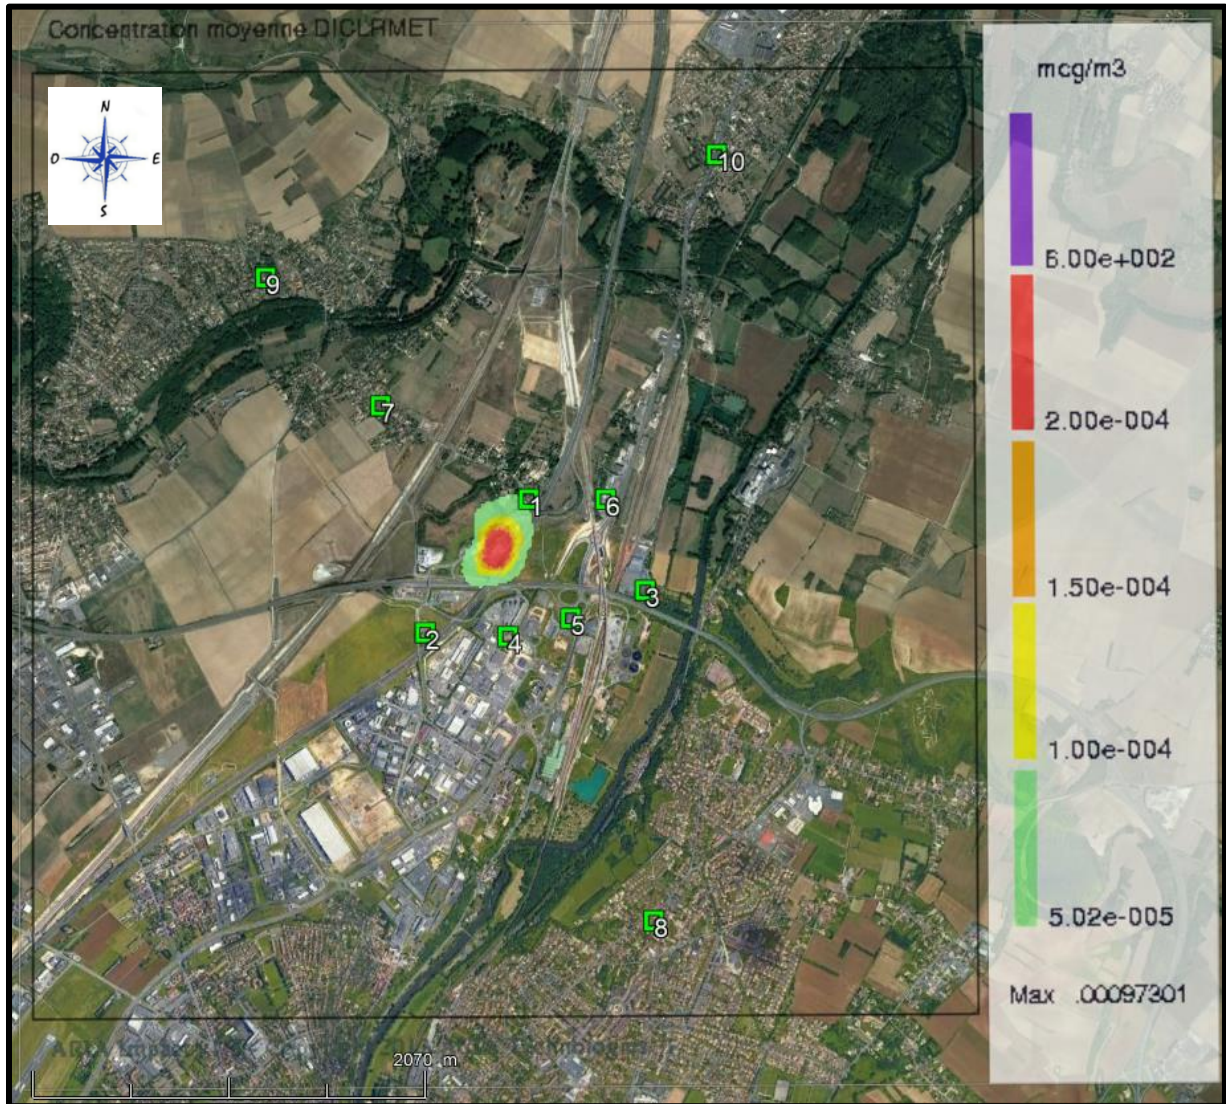 Concentration moyenne DICLRMET
mcg/m3
N
O
E
S
10
6.00e+002
9
2.00e-004
7
1
6
1.50e-004
3
5
2
4
1.00e-004
8
5.02e-005
Max .00097301
2070 m